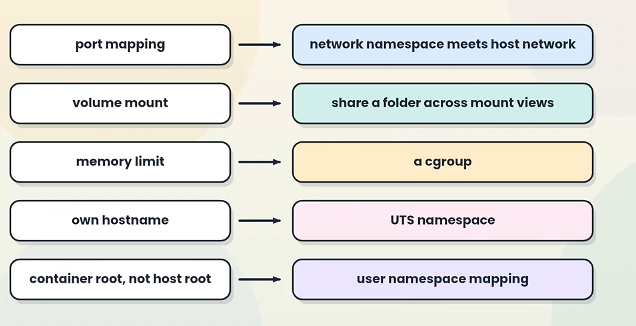 port mapping
network namespace meets host network
volume mount
share a folder across mount views
memory limit
a cgroup
own hostname
UTS namespace
container root, not host root
user namespace mapping